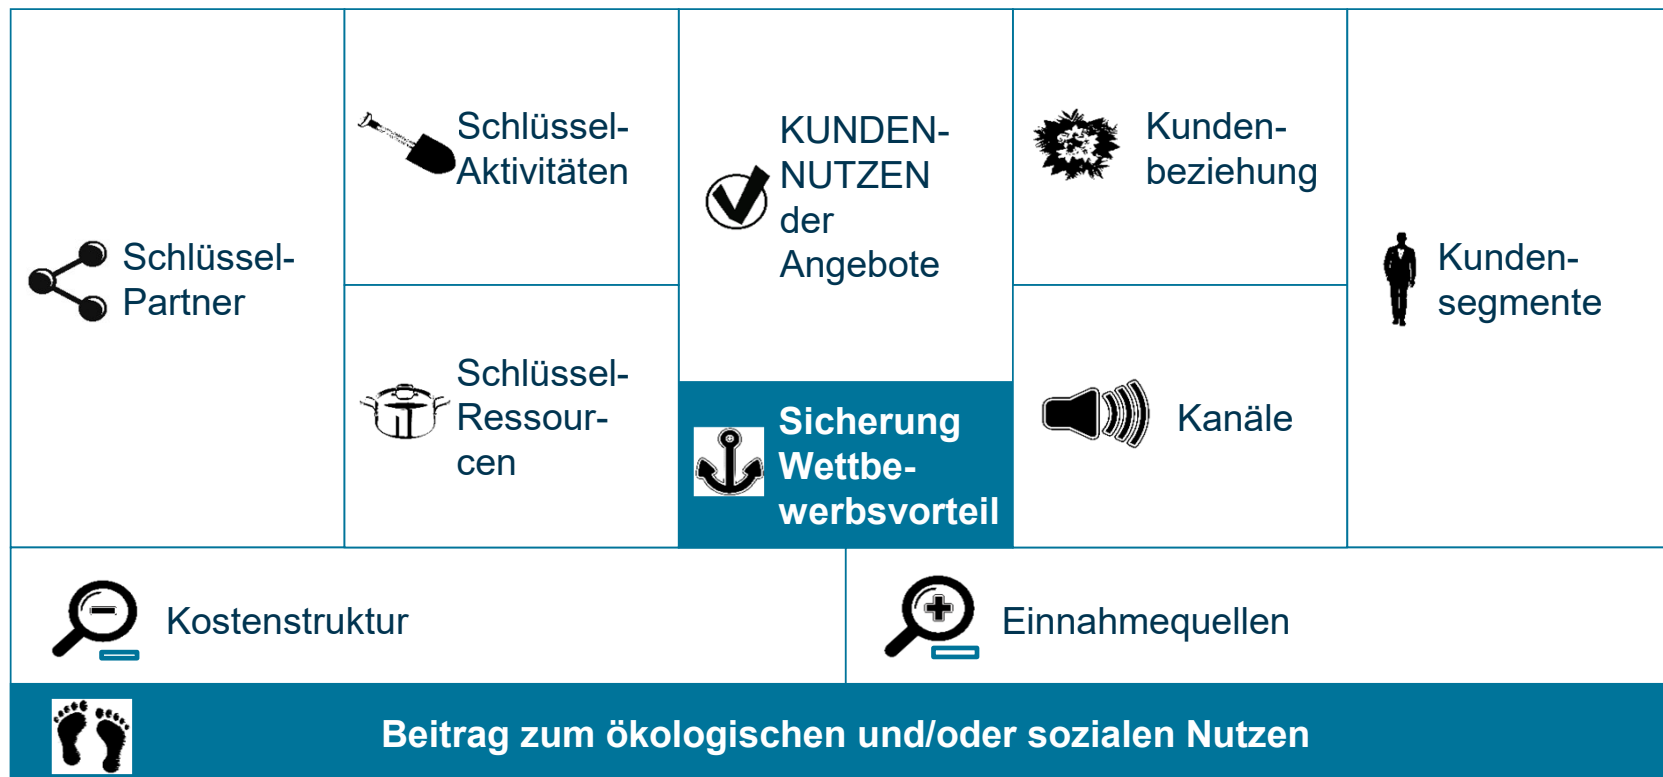 Schlüssel-
Partner
Schlüssel-
Aktivitäten
Schlüssel-
Ressour-
cen
KUNDEN-
NUTZEN
der
Angebote
Sicherung
Wettbe-
werbsvorteil
Kunden-
beziehung
Kanäle
Kunden-
segmente
Kostenstruktur
Einnahmequellen
Beitrag zum ökologischen und/oder sozialen Nutzen